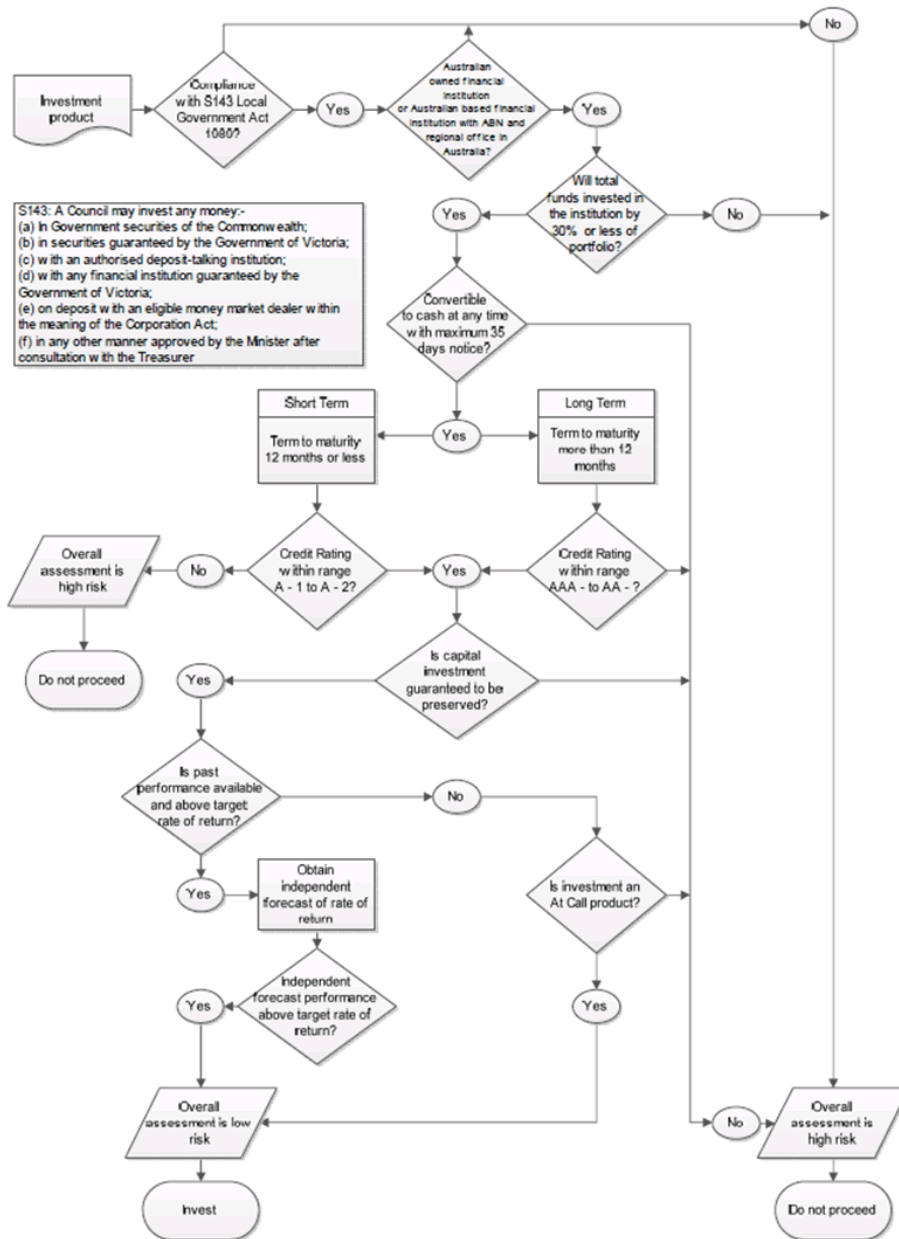 No
Investment
product
Compliance
with S143 Local
Government Act
1989?
Yes
Australian
owned financial
institution
or Australian based financial
institution with ABN and
regional office in
Australia?
Yes
Will total
funds invested in
the institution by
30% or less of
portfolio?
Yes
No
S143: A Council may invest any money:-
(a) In Government securities of the Commonwealth;
(b) in securities guaranteed by the Government of Victoria;
(c) with an authorised deposit-talking institution;
(d) with any financial institution guaranteed by the
Government of Victoria;
(e) on deposit with an eligible money market dealer within
the meaning of the Corporation Act;
(f) in any other manner approved by the Minister after
consultation with the Treasurer
Convertible
to cash at any time
with maximum 35
days notice?
Short Term
Term to maturity
12 months or less
Yes
Long Term
Term to maturity
more than 12
months
Overall
assessment is
high risk
No
Credit Rating
within range
A - 1 to A - 2?
Yes
Credit Rating
within range
AAA - to AA - ?
Do not proceed
Yes
Is capital
investment
guaranteed to be
preserved?
Is past
performance available
and above target
rate of return?
No
Yes
Obtain
independent
forecast of rate of
return
Is investment an
At Call product?
Yes
Independent
forecast performance
above target rate of
return?
Yes
Overall
assessment is low
risk
No
Overall
assessment is
high risk
Invest
Do not proceed